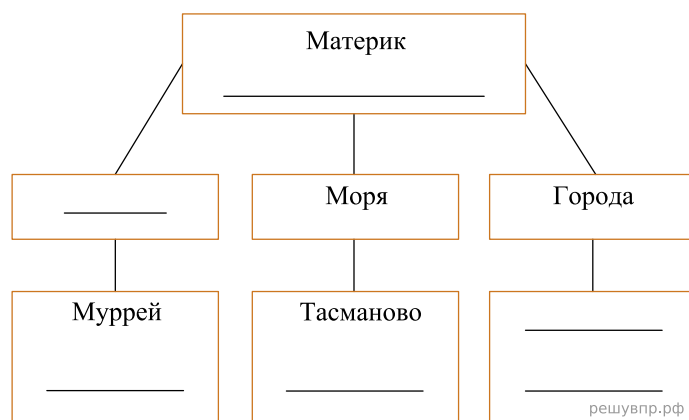 Материк
Моря
Города
Муррей
Тасманово
решувпр.рф